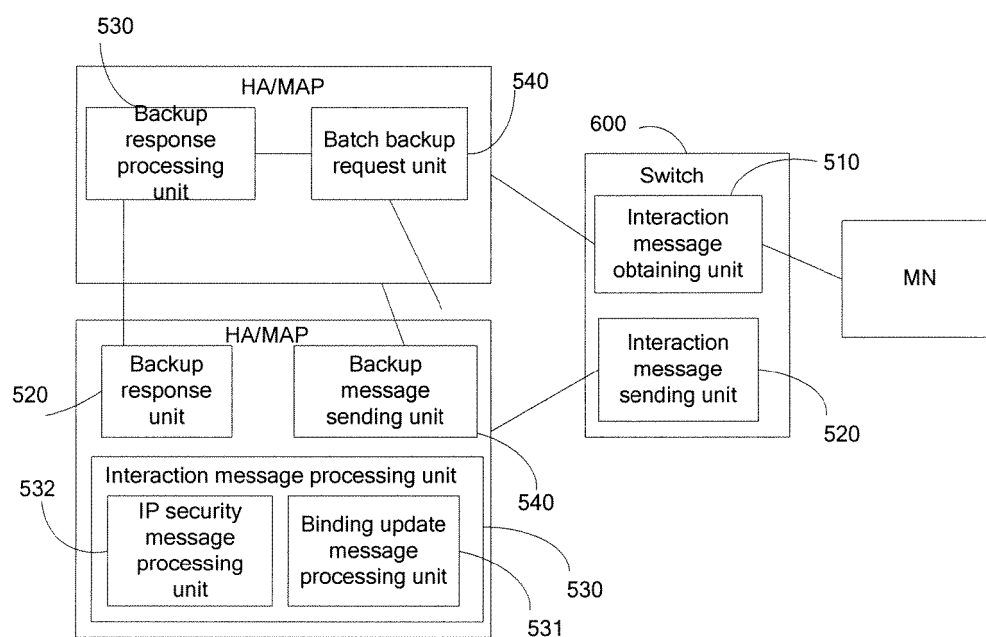 530
HA/MAP
540
Backup
response
processing
unit
Batch backup
request unit
600
Switch
510
Interaction
message
obtaining unit
MN
HA/MAP
Backup
response
unit
520
Backup
message
sending unit
Interaction
message
sending unit
520
540
Interaction message processing unit
532
IP security
message
processing
unit
Binding update
message
processing unit
530
531